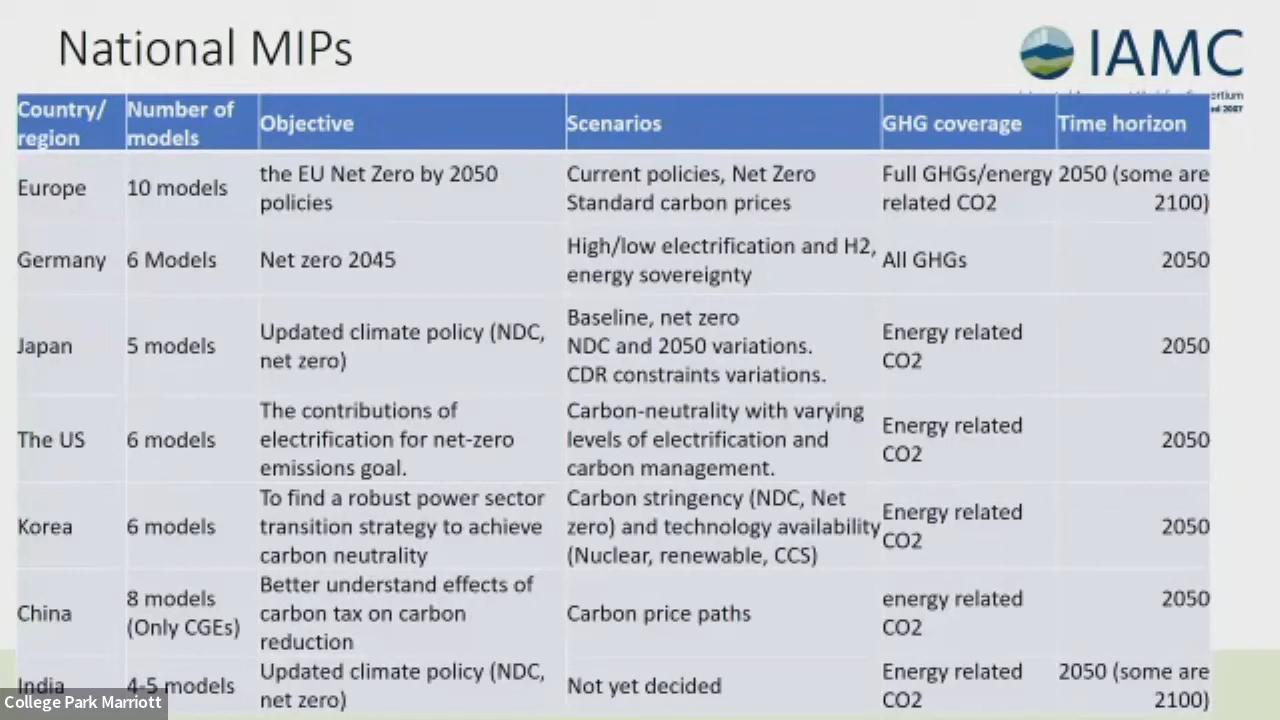 National MIPs
IAMC
rtium
ed 2007
Country/ region
Number of models
Objective
Scenarios
GHG coverage
Time horizon
Europe
10 models
the EU Net Zero by 2050
policies
Current policies, Net Zero
Standard carbon prices
Full GHGs/energy
related CO2
2050 (some are
2100)
Germany
6 Models
Net zero 2045
High/low electrification and H2,
energy sovereignty
All GHGs
2050
Japan
5 models
Updated climate policy (NDC,
net zero)
Baseline, net zero
NDC and 2050 variations.
CDR constraints variations.
Energy related
CO2
2050
The US
6 models
The contributions of
electrification for net-zero
emissions goal.
Carbon-neutrality with varying
levels of electrification and
carbon management.
Energy related
CO2
2050
Korea
6 models
To find a robust power sector
transition strategy to achieve
carbon neutrality
Carbon stringency (NDC, Net
zero) and technology availability
(Nuclear, renewable, CCS)
Energy related
CO2
2050
China
8 models
(Only CGEs)
Better understand effects of
carbon tax on carbon
reduction
Carbon price paths
energy related
CO2
2050
India
4-5 models
Updated climate policy (NDC,
net zero)
Not yet decided
Energy related
CO2
2050 (some are
2100)
College Park Marriott